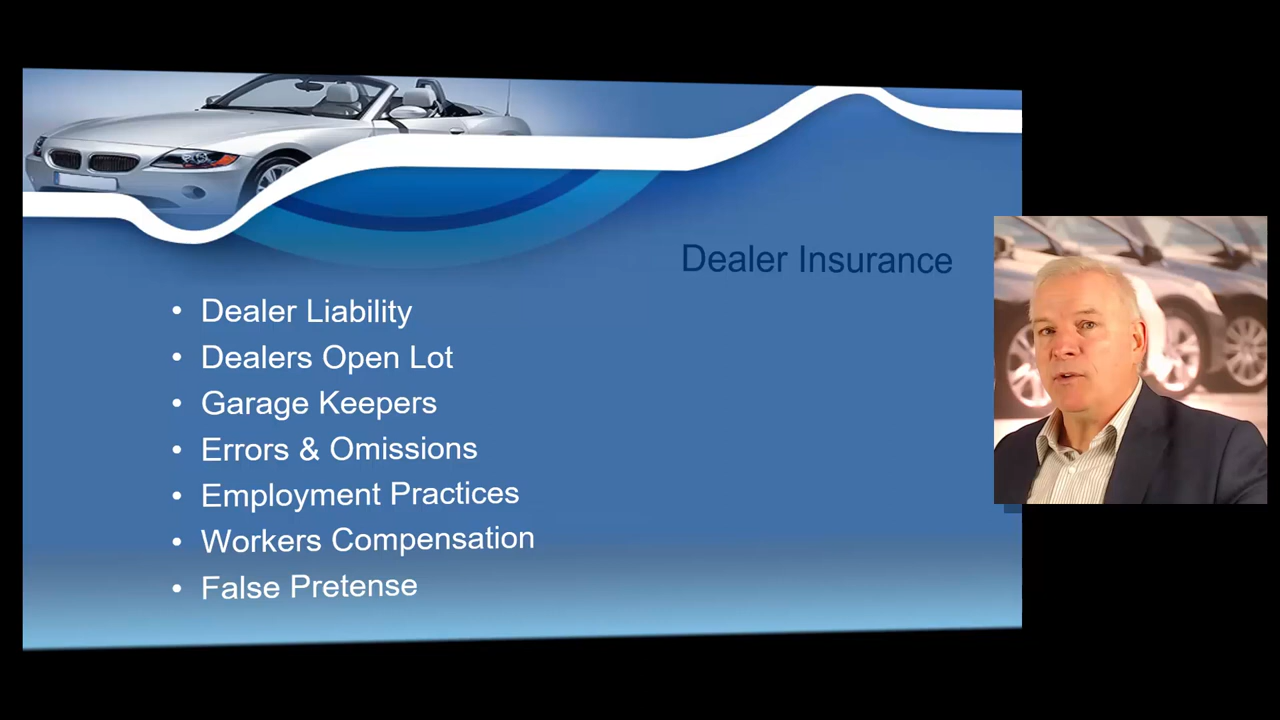 Dealer Insurance
• Dealer Liability
• Dealers Open Lot
• Garage Keepers
• Errors & Omissions
• Employment Practices
• Workers Compensation
• False Pretense